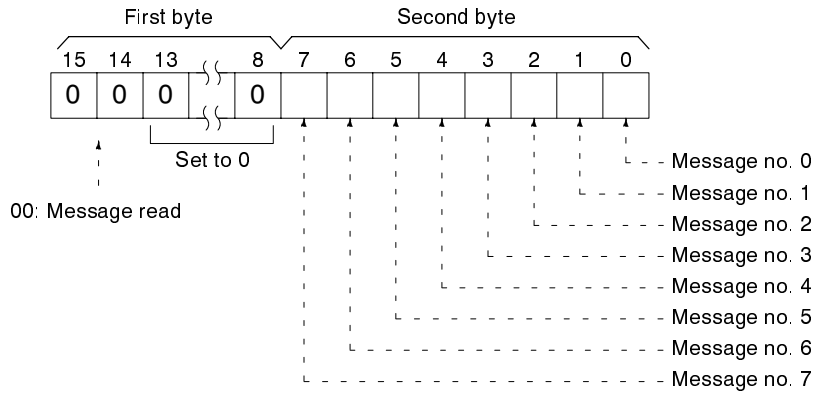 First byte Second byte
15 14 13 8 7 6 5 4 3 2 1 0
0 0 0 0
Set to 0
00: Message read
Message no. 0
Message no. 1
Message no. 2
Message no. 3
Message no. 4
Message no. 5
Message no. 6
Message no. 7